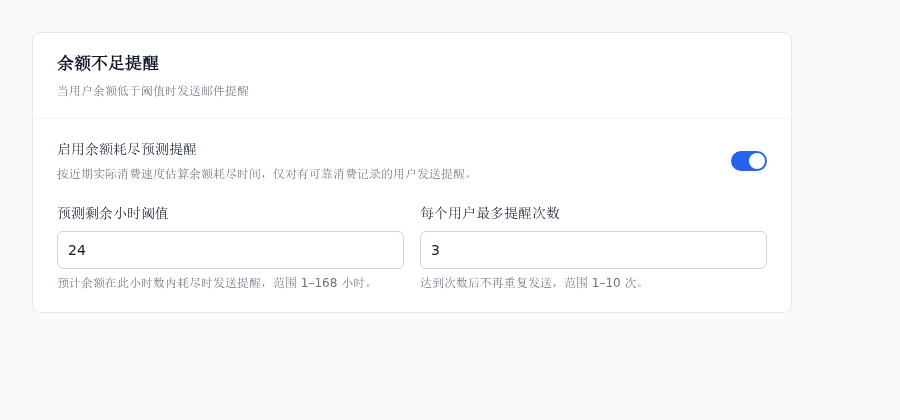 余额不足提醒
当用户余额低于阈值时发送邮件提醒
启用余额耗尽预测提醒
按近期实际消费速度估算余额耗尽时间，仅对有可靠消费记录的用户发送提醒。
预测剩余小时阈值
每个用户最多提醒次数
24
3
预计余额在此小时数内耗尽时发送提醒，范围 1–168 小时。
达到次数后不再重复发送，范围 1–10 次。